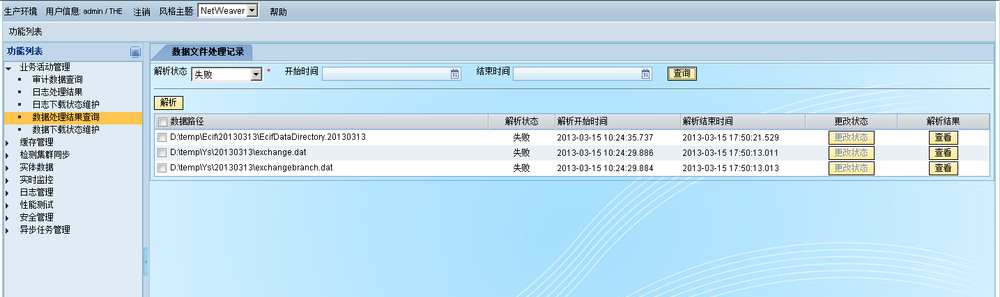 生产环境 用户信息: admin / THE 注销 风格主题: NetWeaver 帮助
功能列表
功能列表
业务活动管理
审计数据查询
日志处理结果
日志下载状态维护
数据处理结果查询
数据下载状态维护
缓存管理
检测集群同步
实体数据
实时监控
日志管理
性能测试
安全管理
异步任务管理
数据文件处理记录
解析状态 失败 * 开始时间 31 结束时间 31 查询
解析
数据路径 解析状态 解析开始时间 解析结束时间 更改状态 解析结果
D:\temp\Ecif\20130313\EcifDataDirectory.20130313 失败 2013-03-15 10:24:35.737 2013-03-15 17:50:21.529 更改状态 查看
D:\temp\Ys\20130313\exchange.dat 失败 2013-03-15 10:24:29.886 2013-03-15 17:50:13.011 更改状态 查看
D:\temp\Ys\20130313\exchangebranch.dat 失败 2013-03-15 10:24:29.884 2013-03-15 17:50:13.013 更改状态 查看